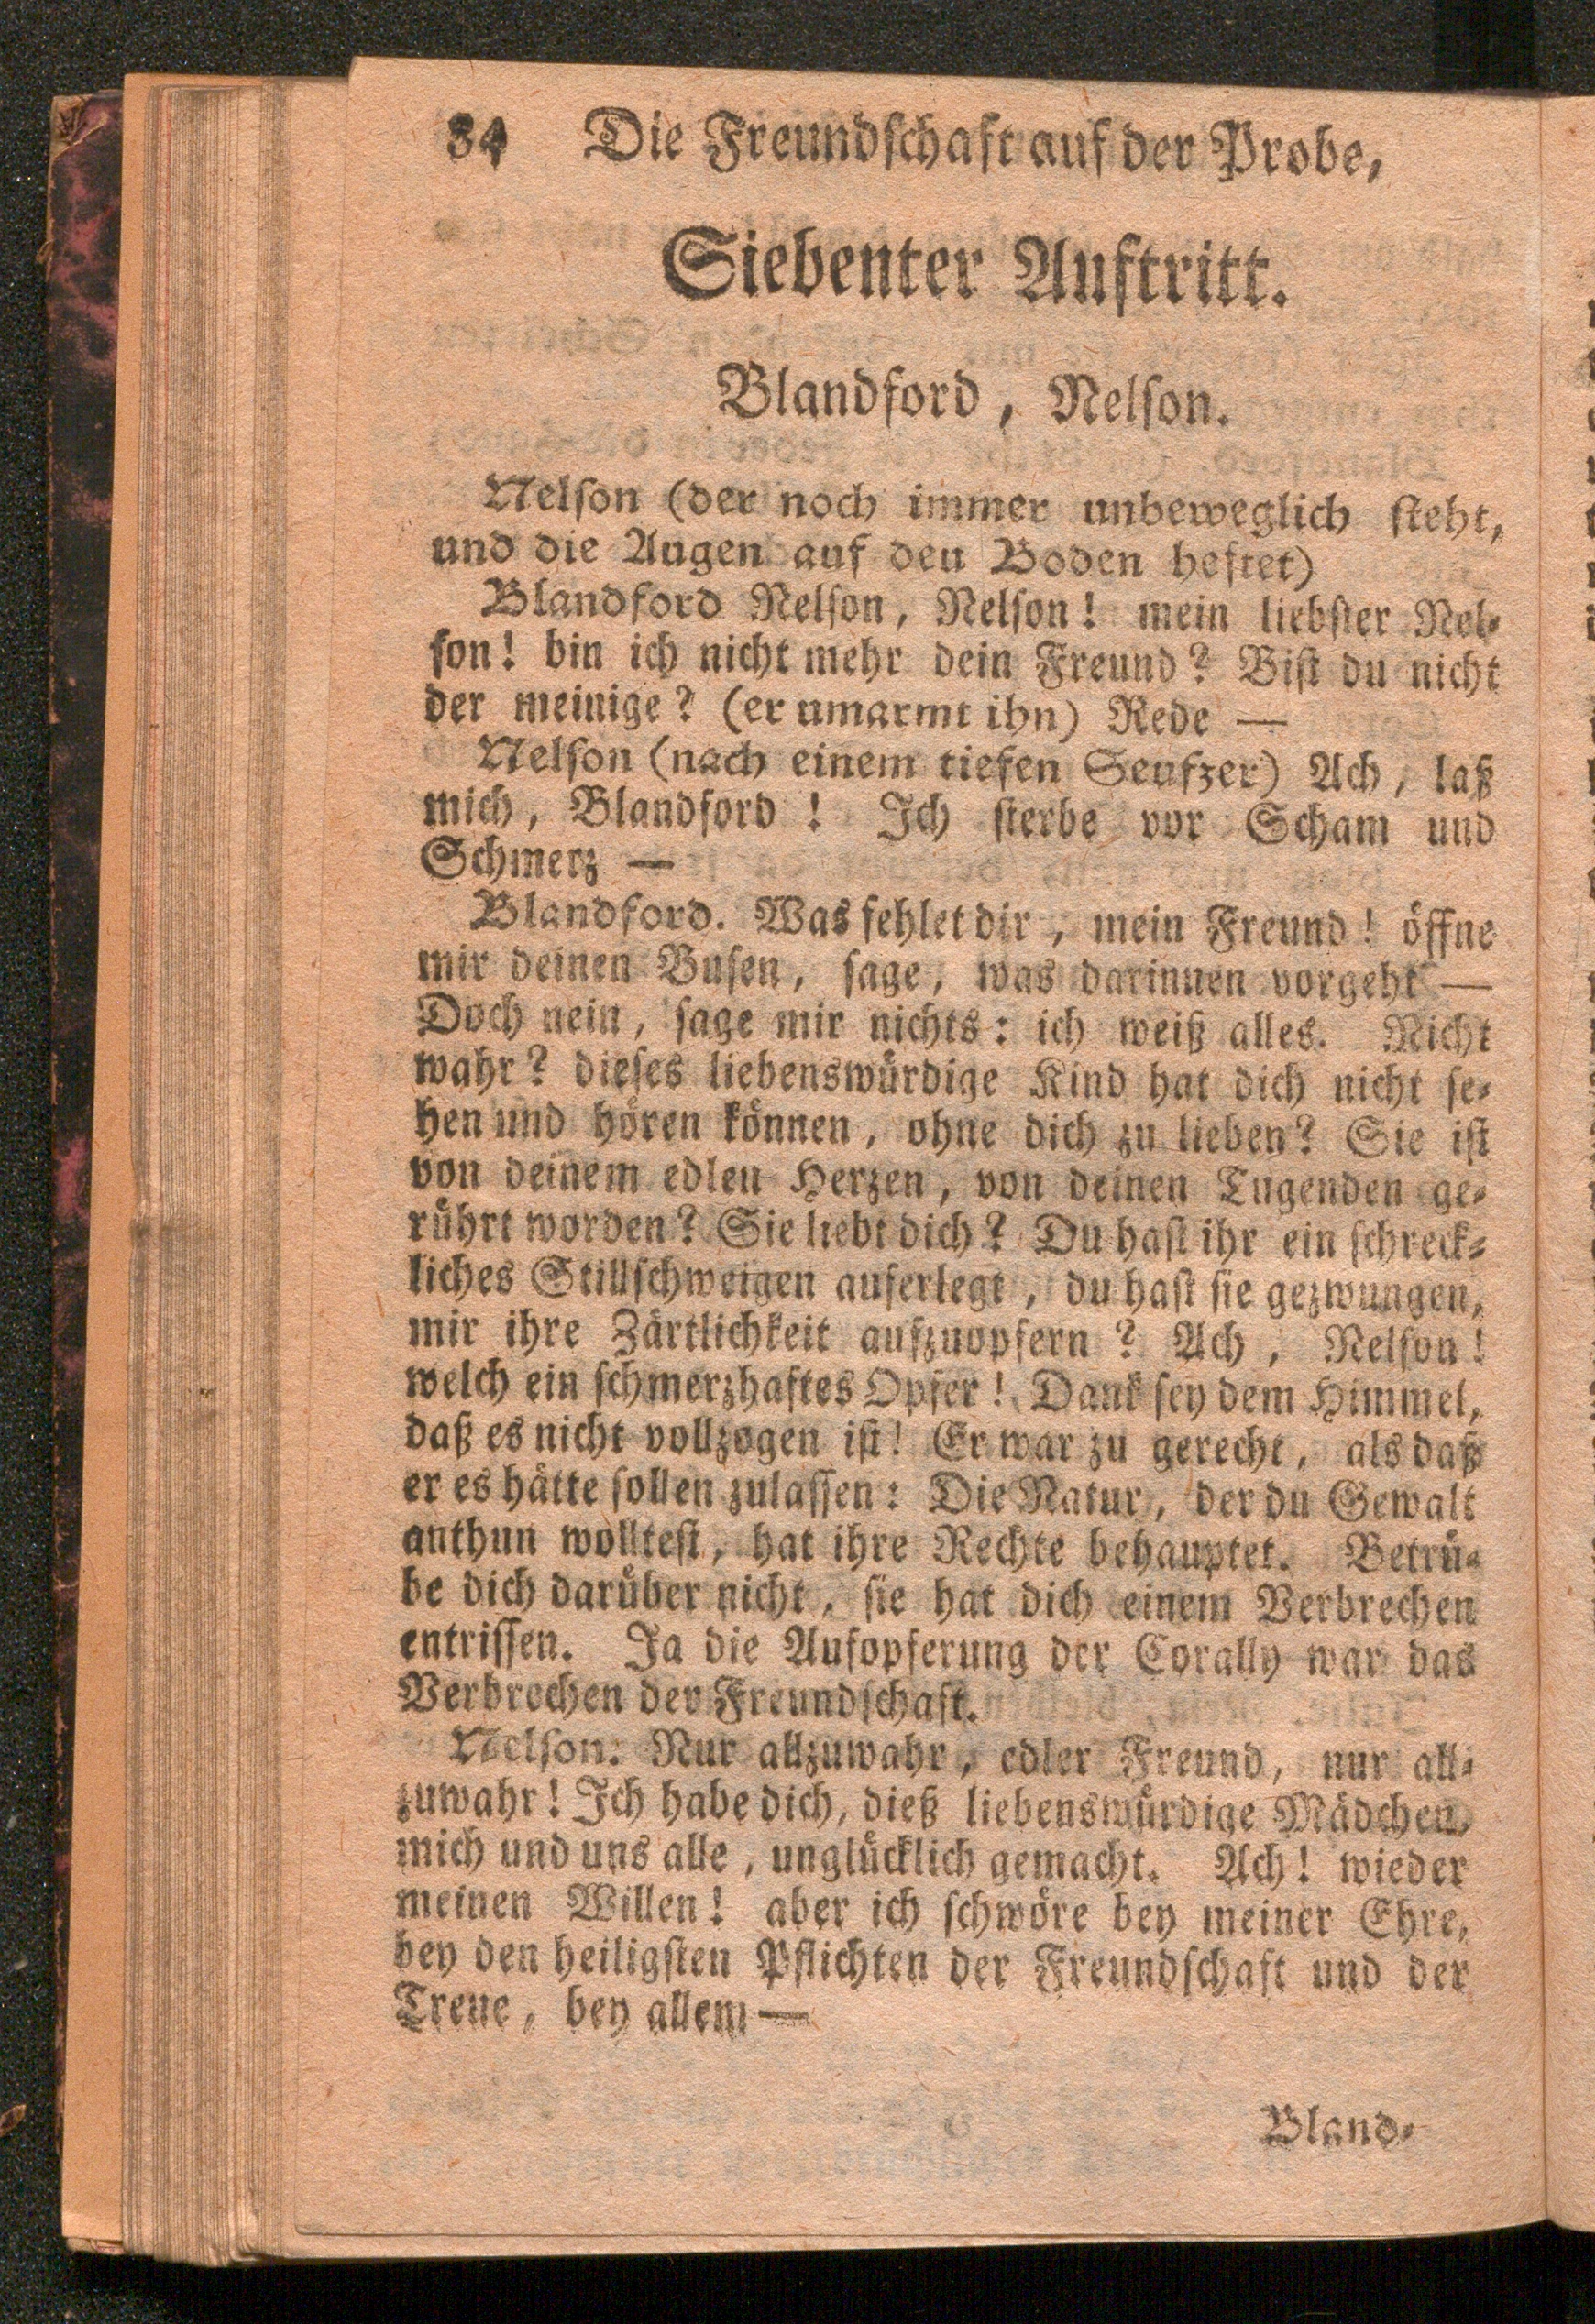 34 Die Freundſchaft auf der Probe,
Siebenter Auftritt.
Blandford, Nelſon.
Nelſon (der noch immer unbeweglich ſteht,
und die Augen auf den Boden heftet)
Blandford Nelſon, Nelſon! mein liebſter Nel-
ſon! bin ich nicht mehr dein Freund? Biſt du nicht
der meinige? (er umarmt ihn) Rede —
Nelſon (nach einem tiefen Seufzer) Ach, laß
mich, Blandford! Ich ſterbe vor Scham und
Schmerz —
Blandford. Was fehlet dir, mein Freund! öffne
mir deinen Buſen, ſage, was darinnen vorgeht —
Doch nein, ſage mir nichts: ich weiß alles. Nicht
wahr? dieſes liebenswürdige Kind hat dich nicht ſe-
hen und hören können, ohne dich zu lieben? Sie iſt
von deinem edlen Herzen, von deinen Tugenden ge-
rührt worden? Sie liebt dich? Du haſt ihr ein ſchreck-
liches Stillſchweigen auferlegt, du haſt ſie gezwungen,
mir ihre Zärtlichkeit aufzuopfern? Ach, Nelſon!
welch ein ſchmerzhaftes Opfer! Dank ſey dem Himmel,
daß es nicht vollzogen iſt! Er war zu gerecht, als daß
er es hätte ſollen zulaſſen: Die Natur, der du Gewalt
anthun wollteſt, hat ihre Rechte behauptet. Betrü-
be dich darüber nicht, ſie hat dich einem Verbrechen
entriſſen. Ja die Aufopferung der Corally war das
Verbrechen der Freundſchaft.
Nelſon. Nur allzuwahr, edler Freund, nur all-
zuwahr! Ich habe dich, dieß liebenswürdige Mädchen,
mich und uns alle, unglücklich gemacht. Ach! wieder
meinen Willen! aber ich ſchwöre bey meiner Ehre,
bey den heiligſten Pflichten der Freundſchaft und der
Treue, bey allem —
Bland-